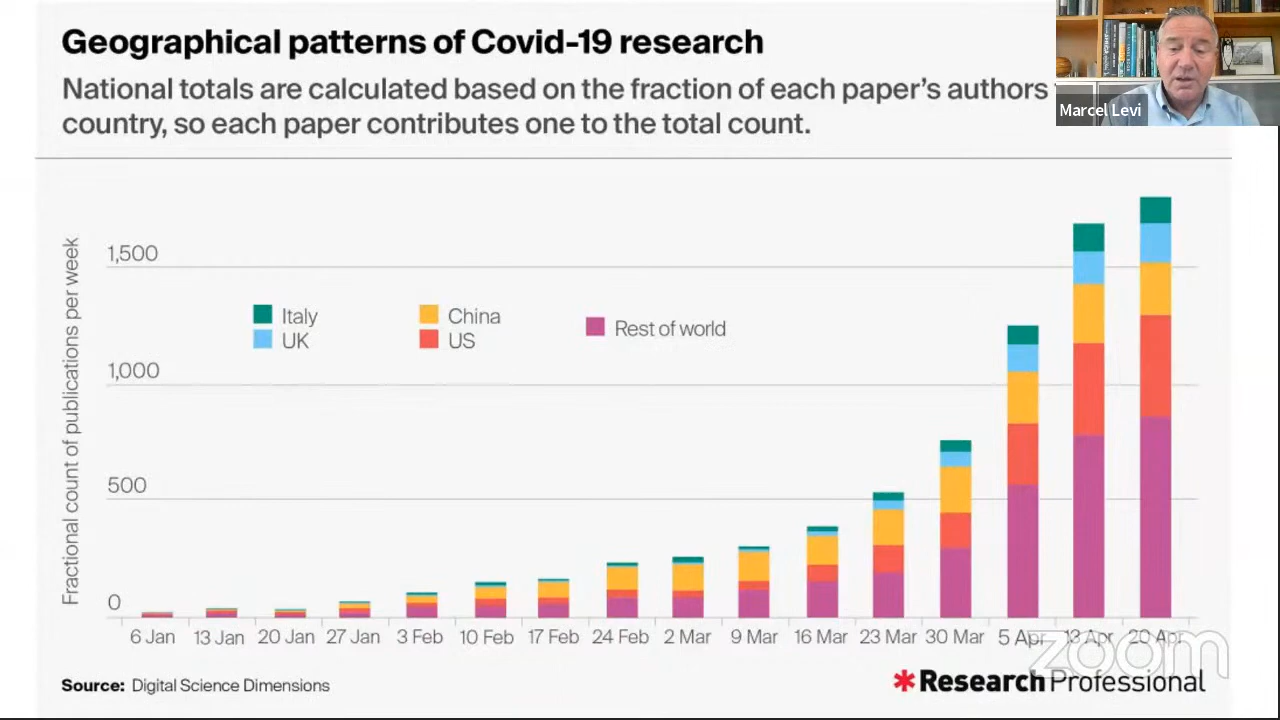 Geographical patterns of Covid-19 research
National totals are calculated based on the fraction of each paper's authors
country, so each paper contributes one to the total count.
Marcel Levi
Fractional count of publications per week
1,500
1,000
500
0
Italy
UK
China
US
Rest of world
6 Jan 13 Jan 20 Jan 27 Jan 3 Feb 10 Feb 17 Feb 24 Feb 2 Mar 9 Mar 16 Mar 23 Mar 30 Mar 5 Apr 13 Apr 20 Apr
zoom
Source: Digital Science Dimensions
*Research Professional